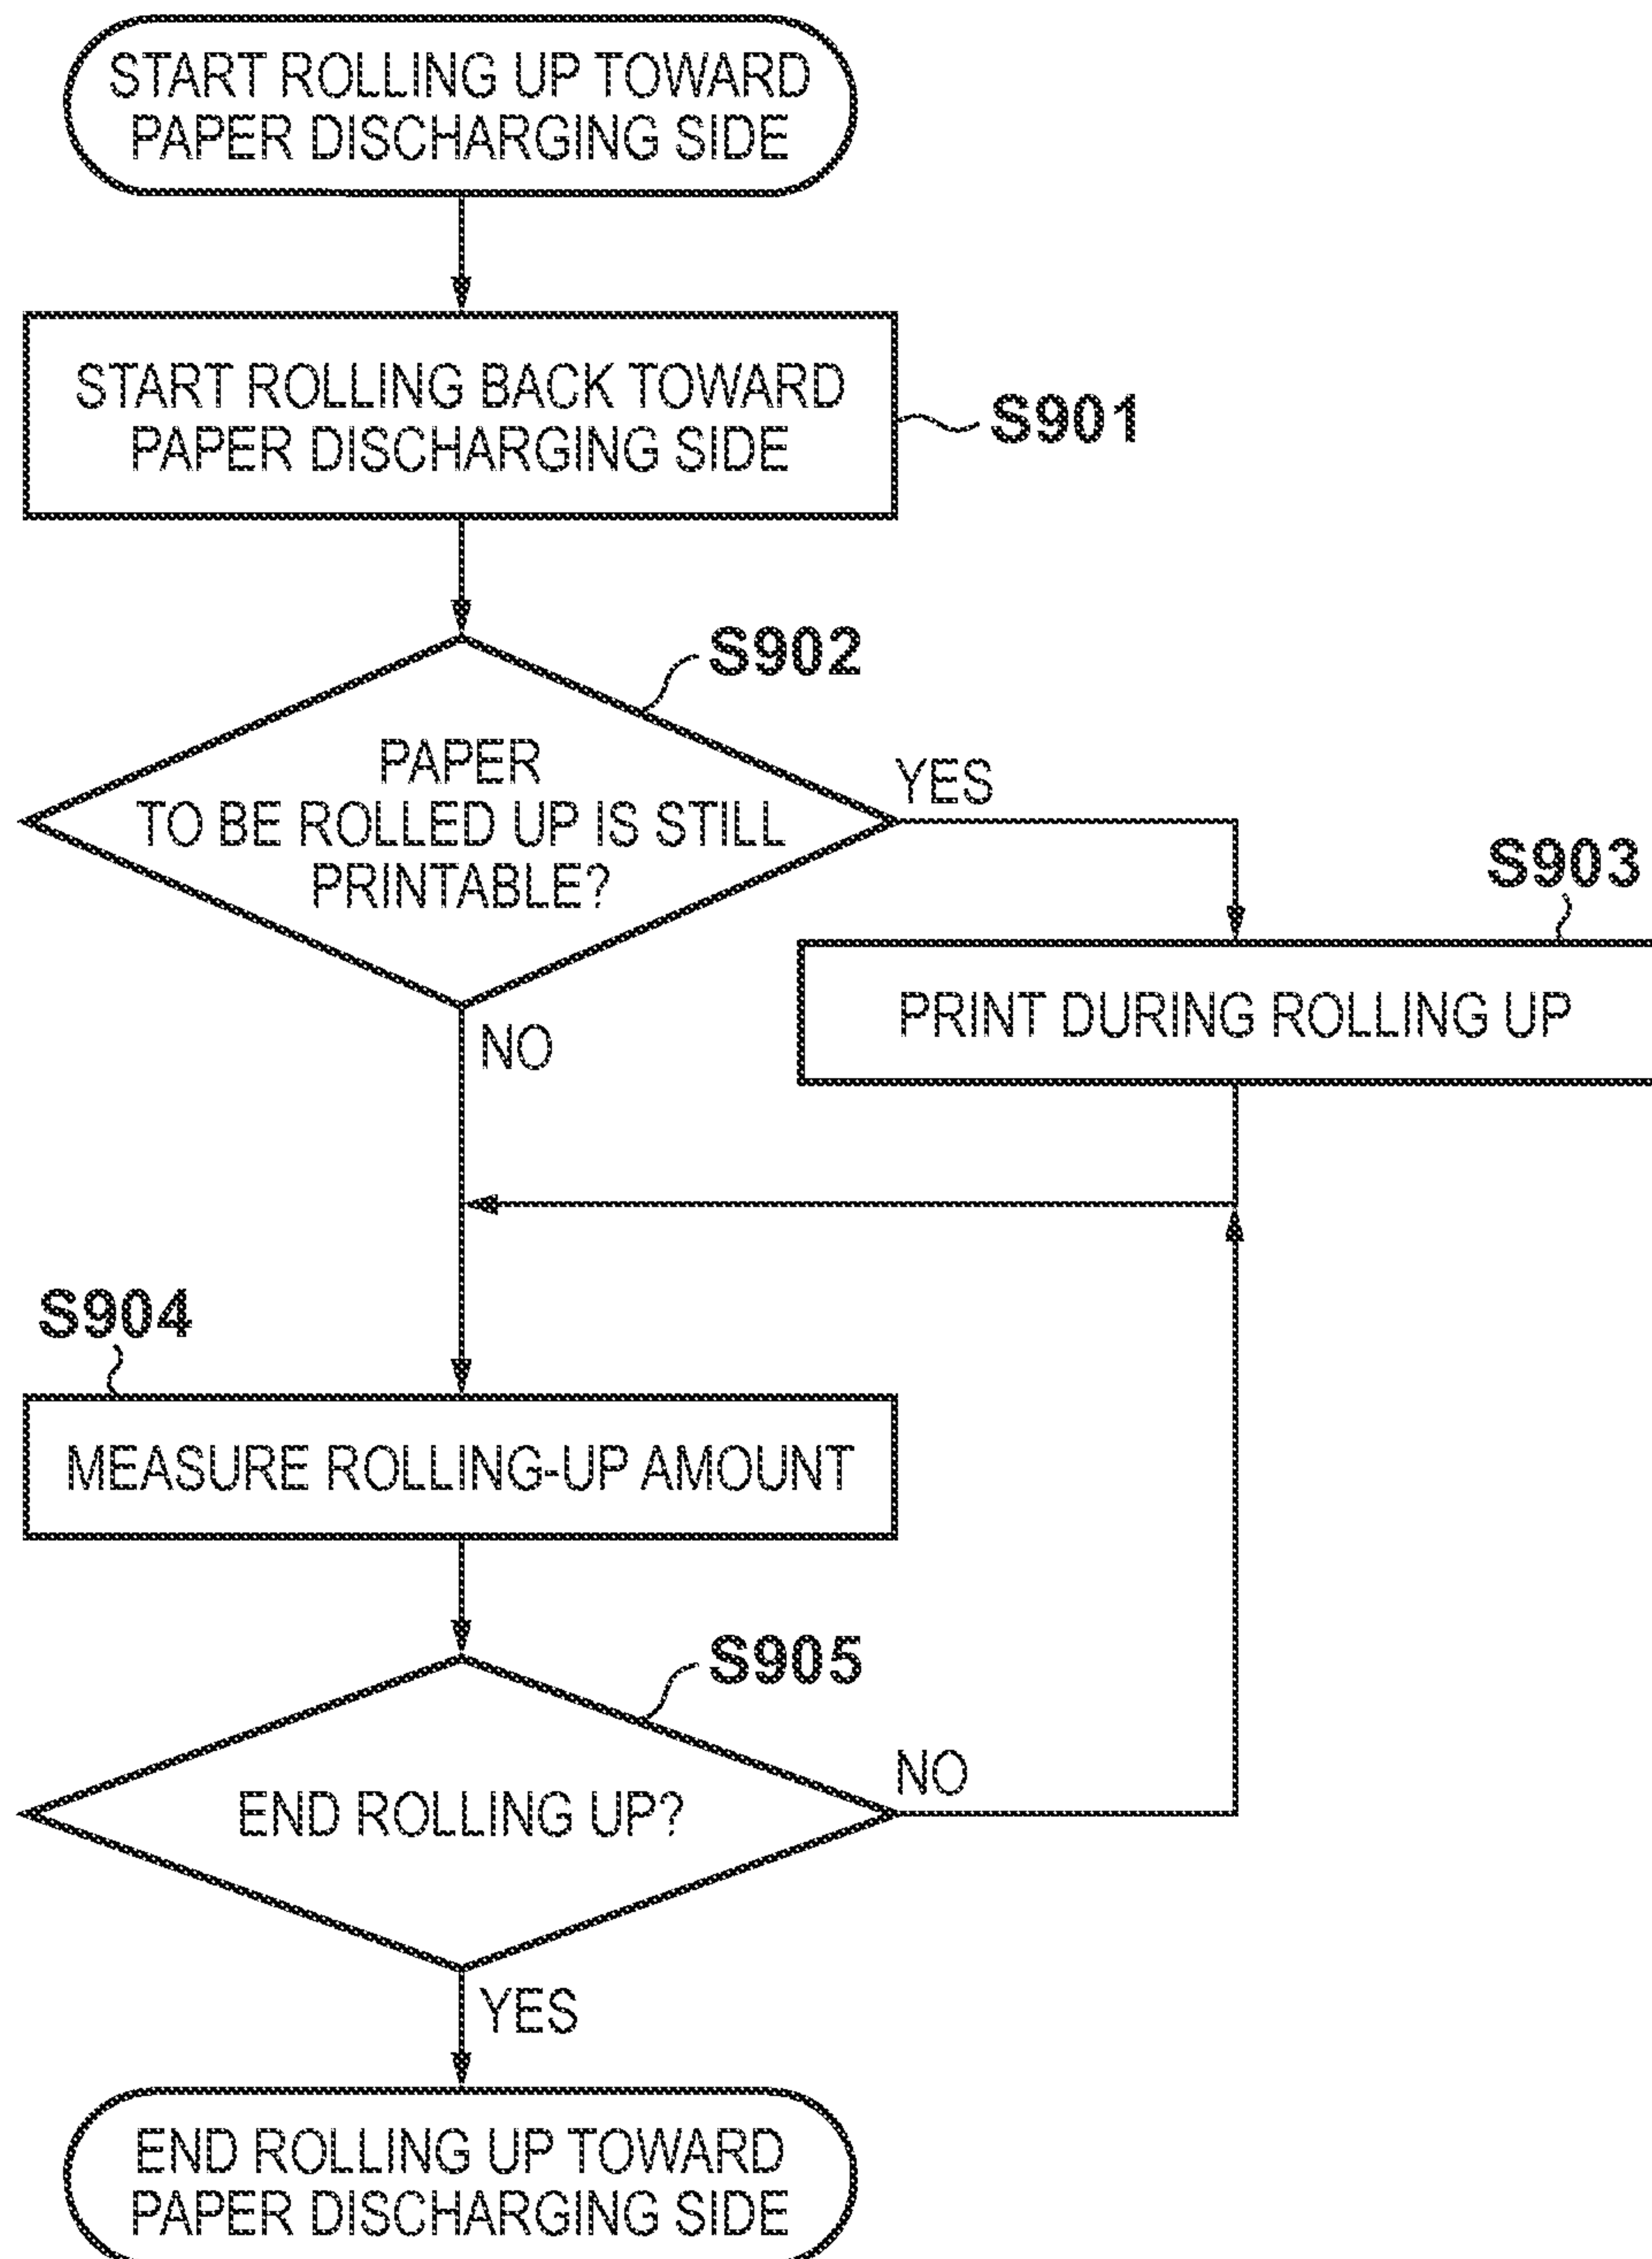 START ROLLING UP TOWARD
PAPER DISCHARGING SIDE
START ROLLING BACK TOWARD
PAPER DISCHARGING SIDE
S901
S902
PAPER
TO BE ROLLED UP IS STILL
PRINTABLE?
YES
S903
PRINT DURING ROLLING UP
NO
S904
MEASURE ROLLING-UP AMOUNT
S905
END ROLLING UP?
NO
YES
END ROLLING UP TOWARD
PAPER DISCHARGING SIDE